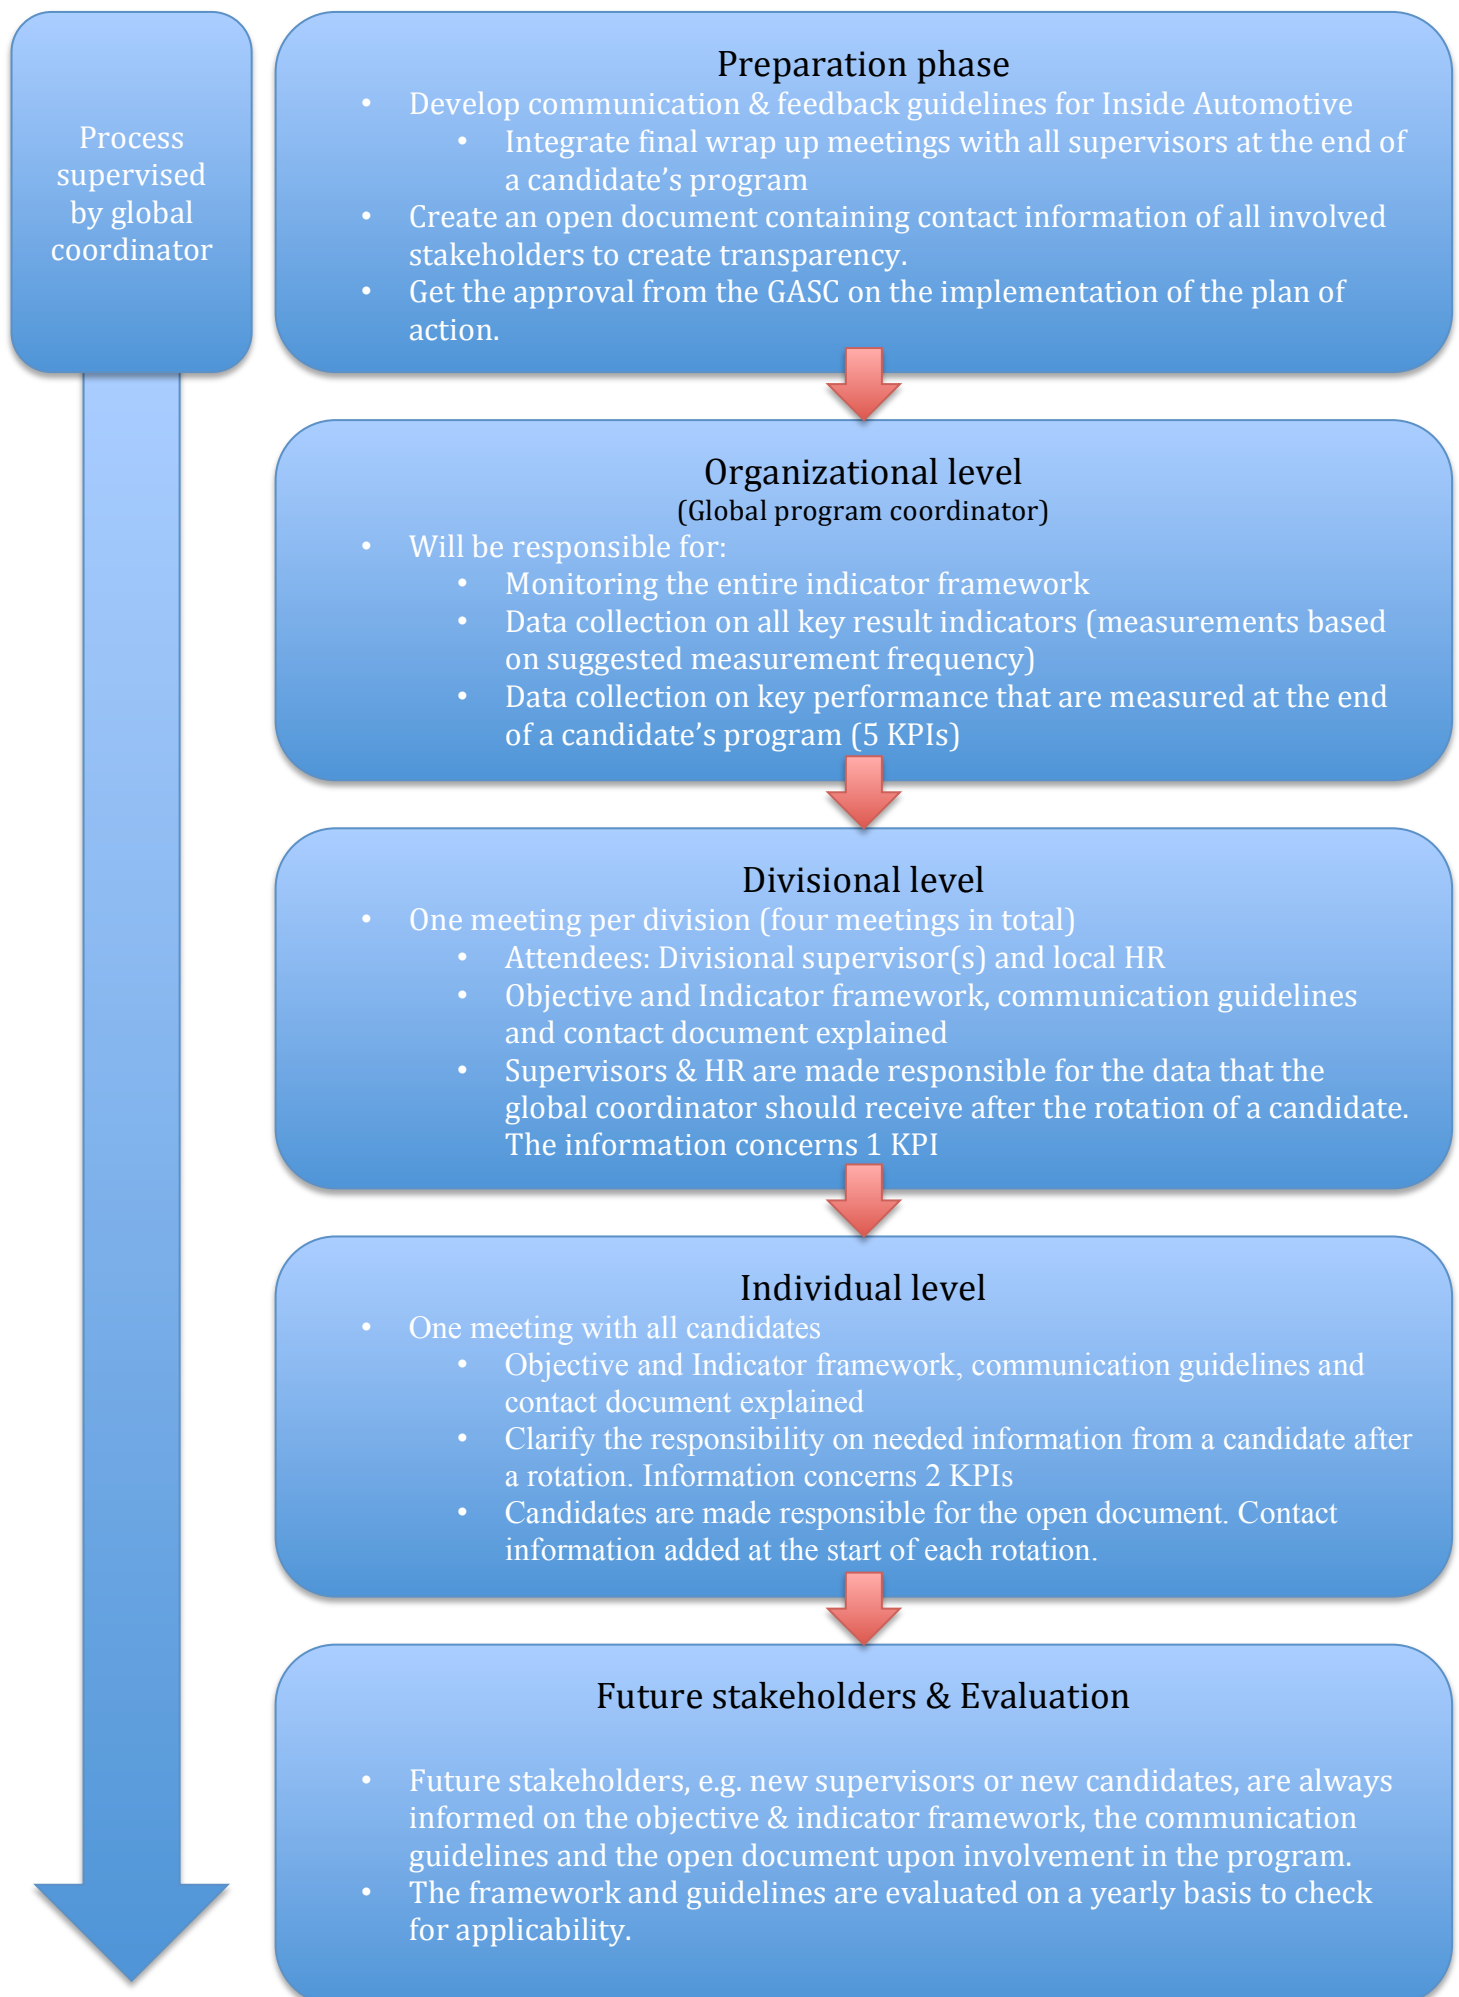 Process
supervised
by global
coordinator
Preparation phase
• Develop communication & feedback guidelines for Inside Automotive
• Integrate final wrap up meetings with all supervisors at the end of
a candidate’s program
• Create an open document containing contact information of all involved
stakeholders to create transparency.
• Get the approval from the GASC on the implementation of the plan of
action.
Organizational level
(Global program coordinator)
• Will be responsible for:
• Monitoring the entire indicator framework
• Data collection on all key result indicators (measurements based
on suggested measurement frequency)
• Data collection on key performance that are measured at the end
of a candidate’s program (5 KPIs)
Divisional level
• One meeting per division (four meetings in total)
• Attendees: Divisional supervisor(s) and local HR
• Objective and Indicator framework, communication guidelines
and contact document explained
• Supervisors & HR are made responsible for the data that the
global coordinator should receive after the rotation of a candidate.
The information concerns 1 KPI
Individual level
• One meeting with all candidates
• Objective and Indicator framework, communication guidelines and
contact document explained
• Clarify the responsibility on needed information from a candidate after
a rotation. Information concerns 2 KPIs
• Candidates are made responsible for the open document. Contact
information added at the start of each rotation.
Future stakeholders & Evaluation
• Future stakeholders, e.g. new supervisors or new candidates, are always
informed on the objective & indicator framework, the communication
guidelines and the open document upon involvement in the program.
• The framework and guidelines are evaluated on a yearly basis to check
for applicability.